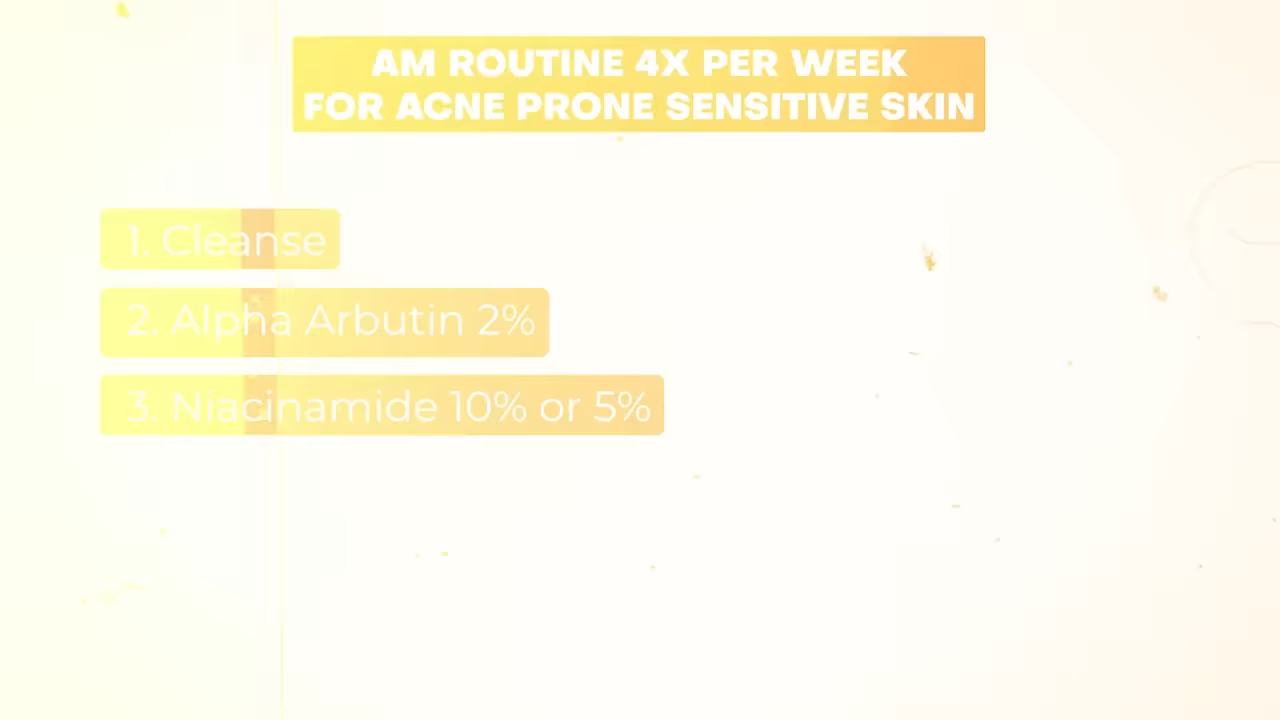 AM ROUTINE 4X PER WEEK
FOR ACNE PRONE SENSITIVE SKIN
1. Cleanse
2. Alpha Arbutin 2%
3. Niacinamide 10% or 5%